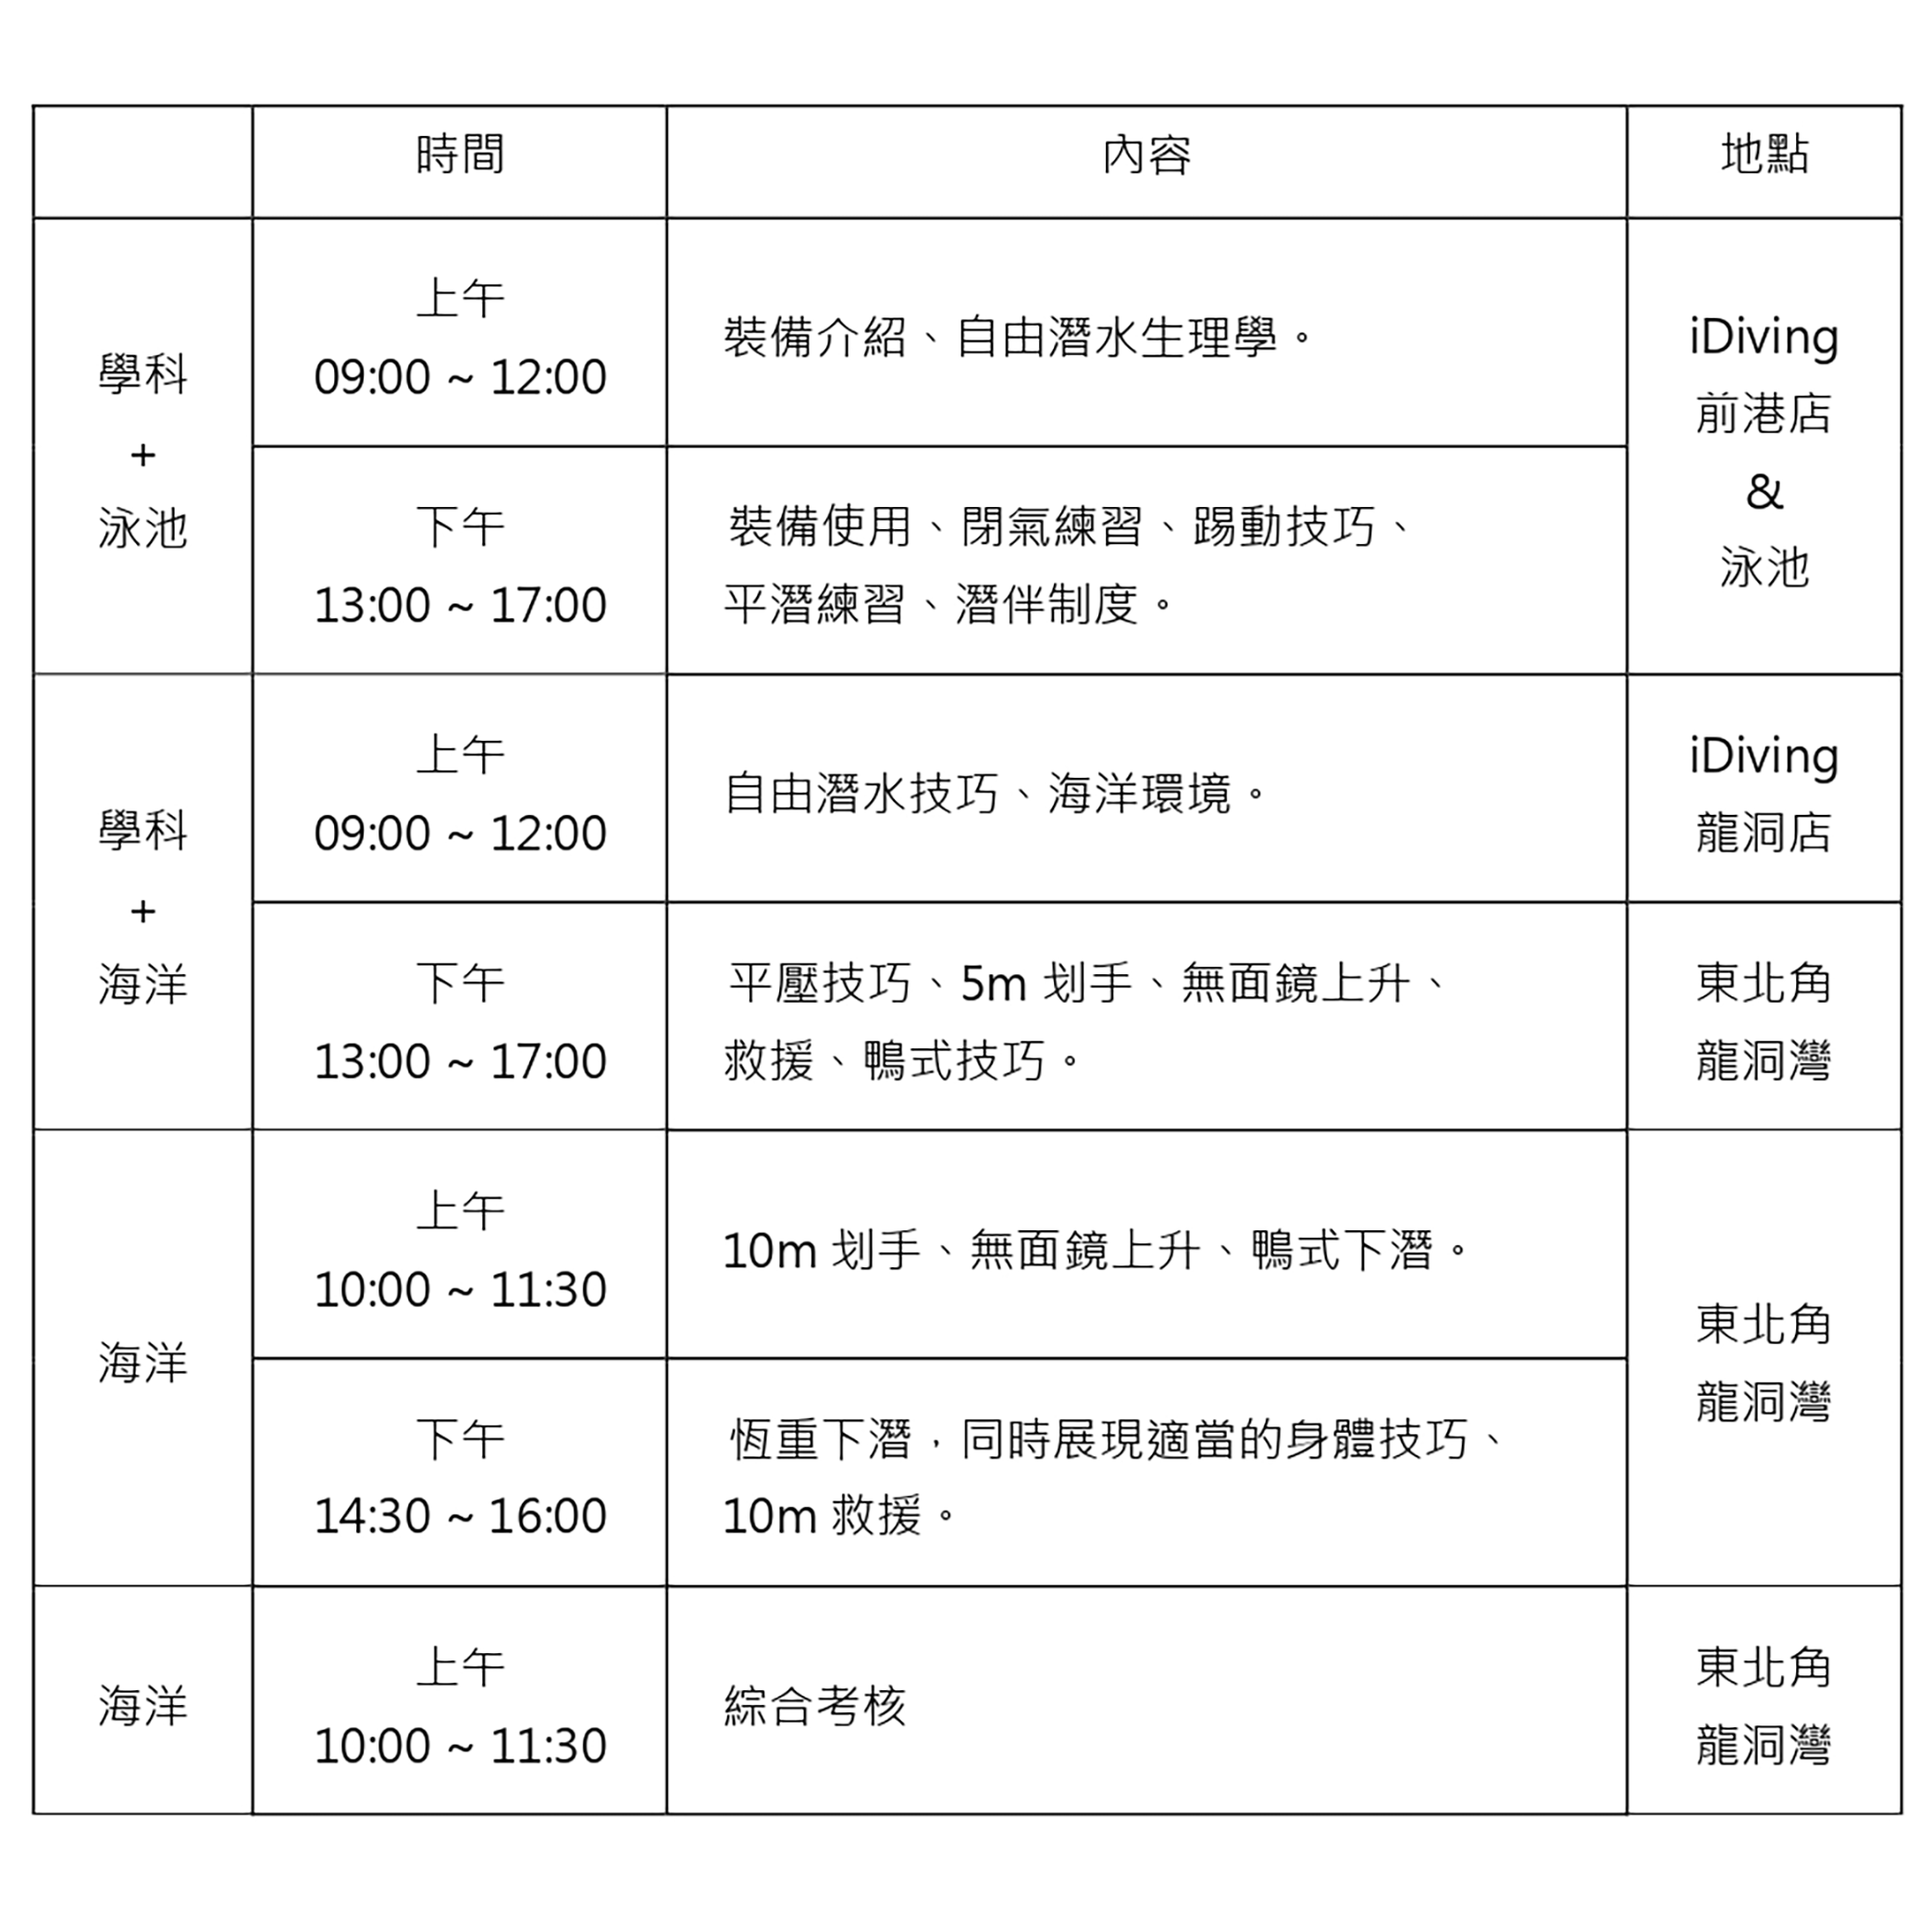 時間
內容
地點
學科
+
泳池
上午
09:00 ~ 12:00
裝備介紹、自由潛水生理學。
iDiving
前港店
&
泳池
下午
13:00 ~ 17:00
裝備使用、閉氣練習、踢動技巧、
平潛練習、潛伴制度。
學科
+
海洋
上午
09:00 ~ 12:00
自由潛水技巧、海洋環境。
iDiving
龍洞店
下午
13:00 ~ 17:00
平壓技巧、5m 划手、無面鏡上升、
救援、鴨式技巧。
東北角
龍洞灣
海洋
上午
10:00 ~ 11:30
10m 划手、無面鏡上升、鴨式下潛。
東北角
龍洞灣
下午
14:30 ~ 16:00
恆重下潛，同時展現適當的身體技巧、
10m 救援。
海洋
上午
10:00 ~ 11:30
綜合考核
東北角
龍洞灣